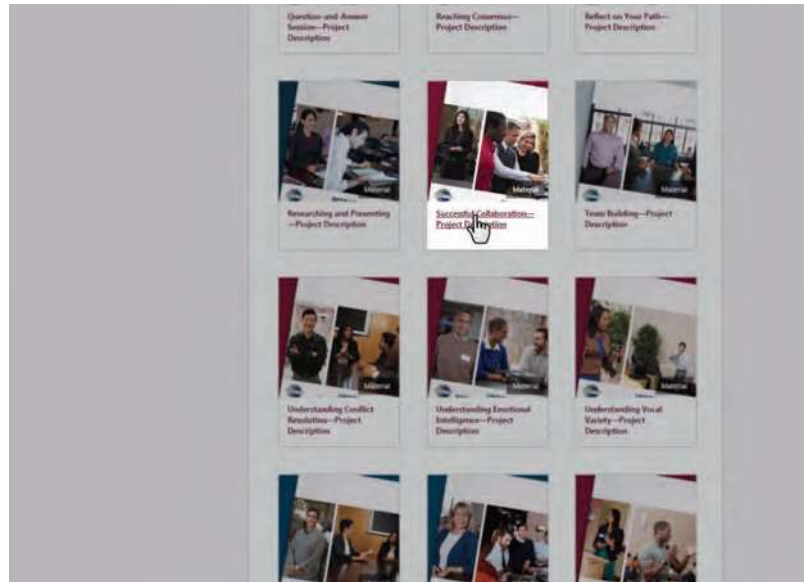 Question-and-Answer
Session—Project
Description
Reaching Consensus—
Project Description
Reflect on Your Path—
Project Description
Material
Researching and Presenting
—Project Description
Material
Successful Collaboration—
Project Description
Material
Team Building—Project
Description
Material
Understanding Conflict
Resolution—Project
Description
Material
Understanding Emotional
Intelligence—Project
Description
Material
Understanding Vocal
Variety—Project
Description